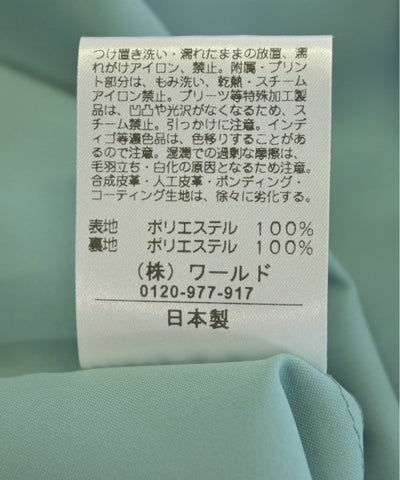 つけ置き洗い・濡れたままの放置、濡
れがけアイロン、禁止。附属・プリン
ト部分は、もみ洗い、乾熱・スチーム
アイロン禁止。プリーツ等特殊加工製
品は、凹凸や光沢がなくなるため、ス
チーム禁止。引っかけに注意。インデ
ィゴ等濃色品は、色移りすることがあ
るので注意。湿潤での過剰な摩擦は、
毛羽立ち・白化の原因となるため注意。
合成皮革・人工皮革・ボンディング・
コーティング生地は、徐々に劣化する。
表地 ポリエステル 100%
裏地 ポリエステル 100%
(株) ワールド
0120-977-917
日本製